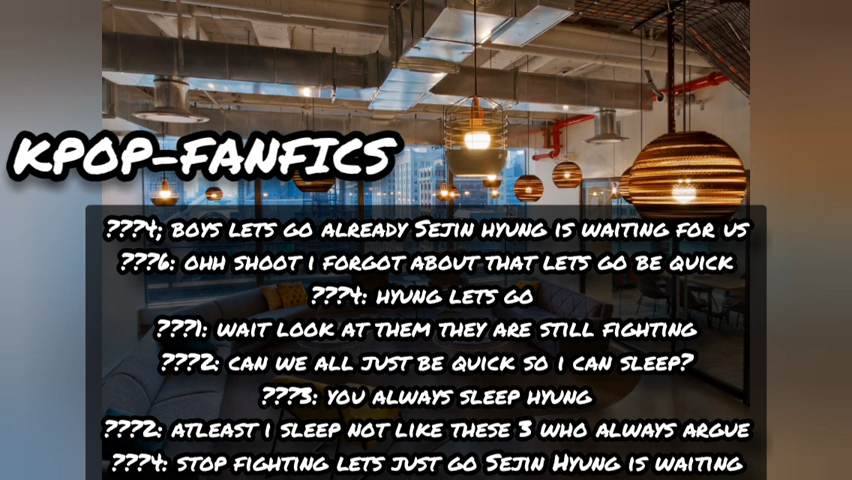 KPOP-FANFICS
???4; BOYS LETS GO ALREADY SEJIN HYUNG IS WAITING FOR US
???6: OHH SHOOT I FORGOT ABOUT THAT LETS GO BE QUICK
???4: HYUNG LETS GO
???1: WAIT LOOK AT THEM THEY ARE STILL FIGHTING
???2: CAN WE ALL JUST BE QUICK SO I CAN SLEEP?
???3: YOU ALWAYS SLEEP HYUNG
???2: ATLEAST I SLEEP NOT LIKE THESE 3 WHO ALWAYS ARGUE
???4: STOP FIGHTING LETS JUST GO SEJIN HYUNG IS WAITING